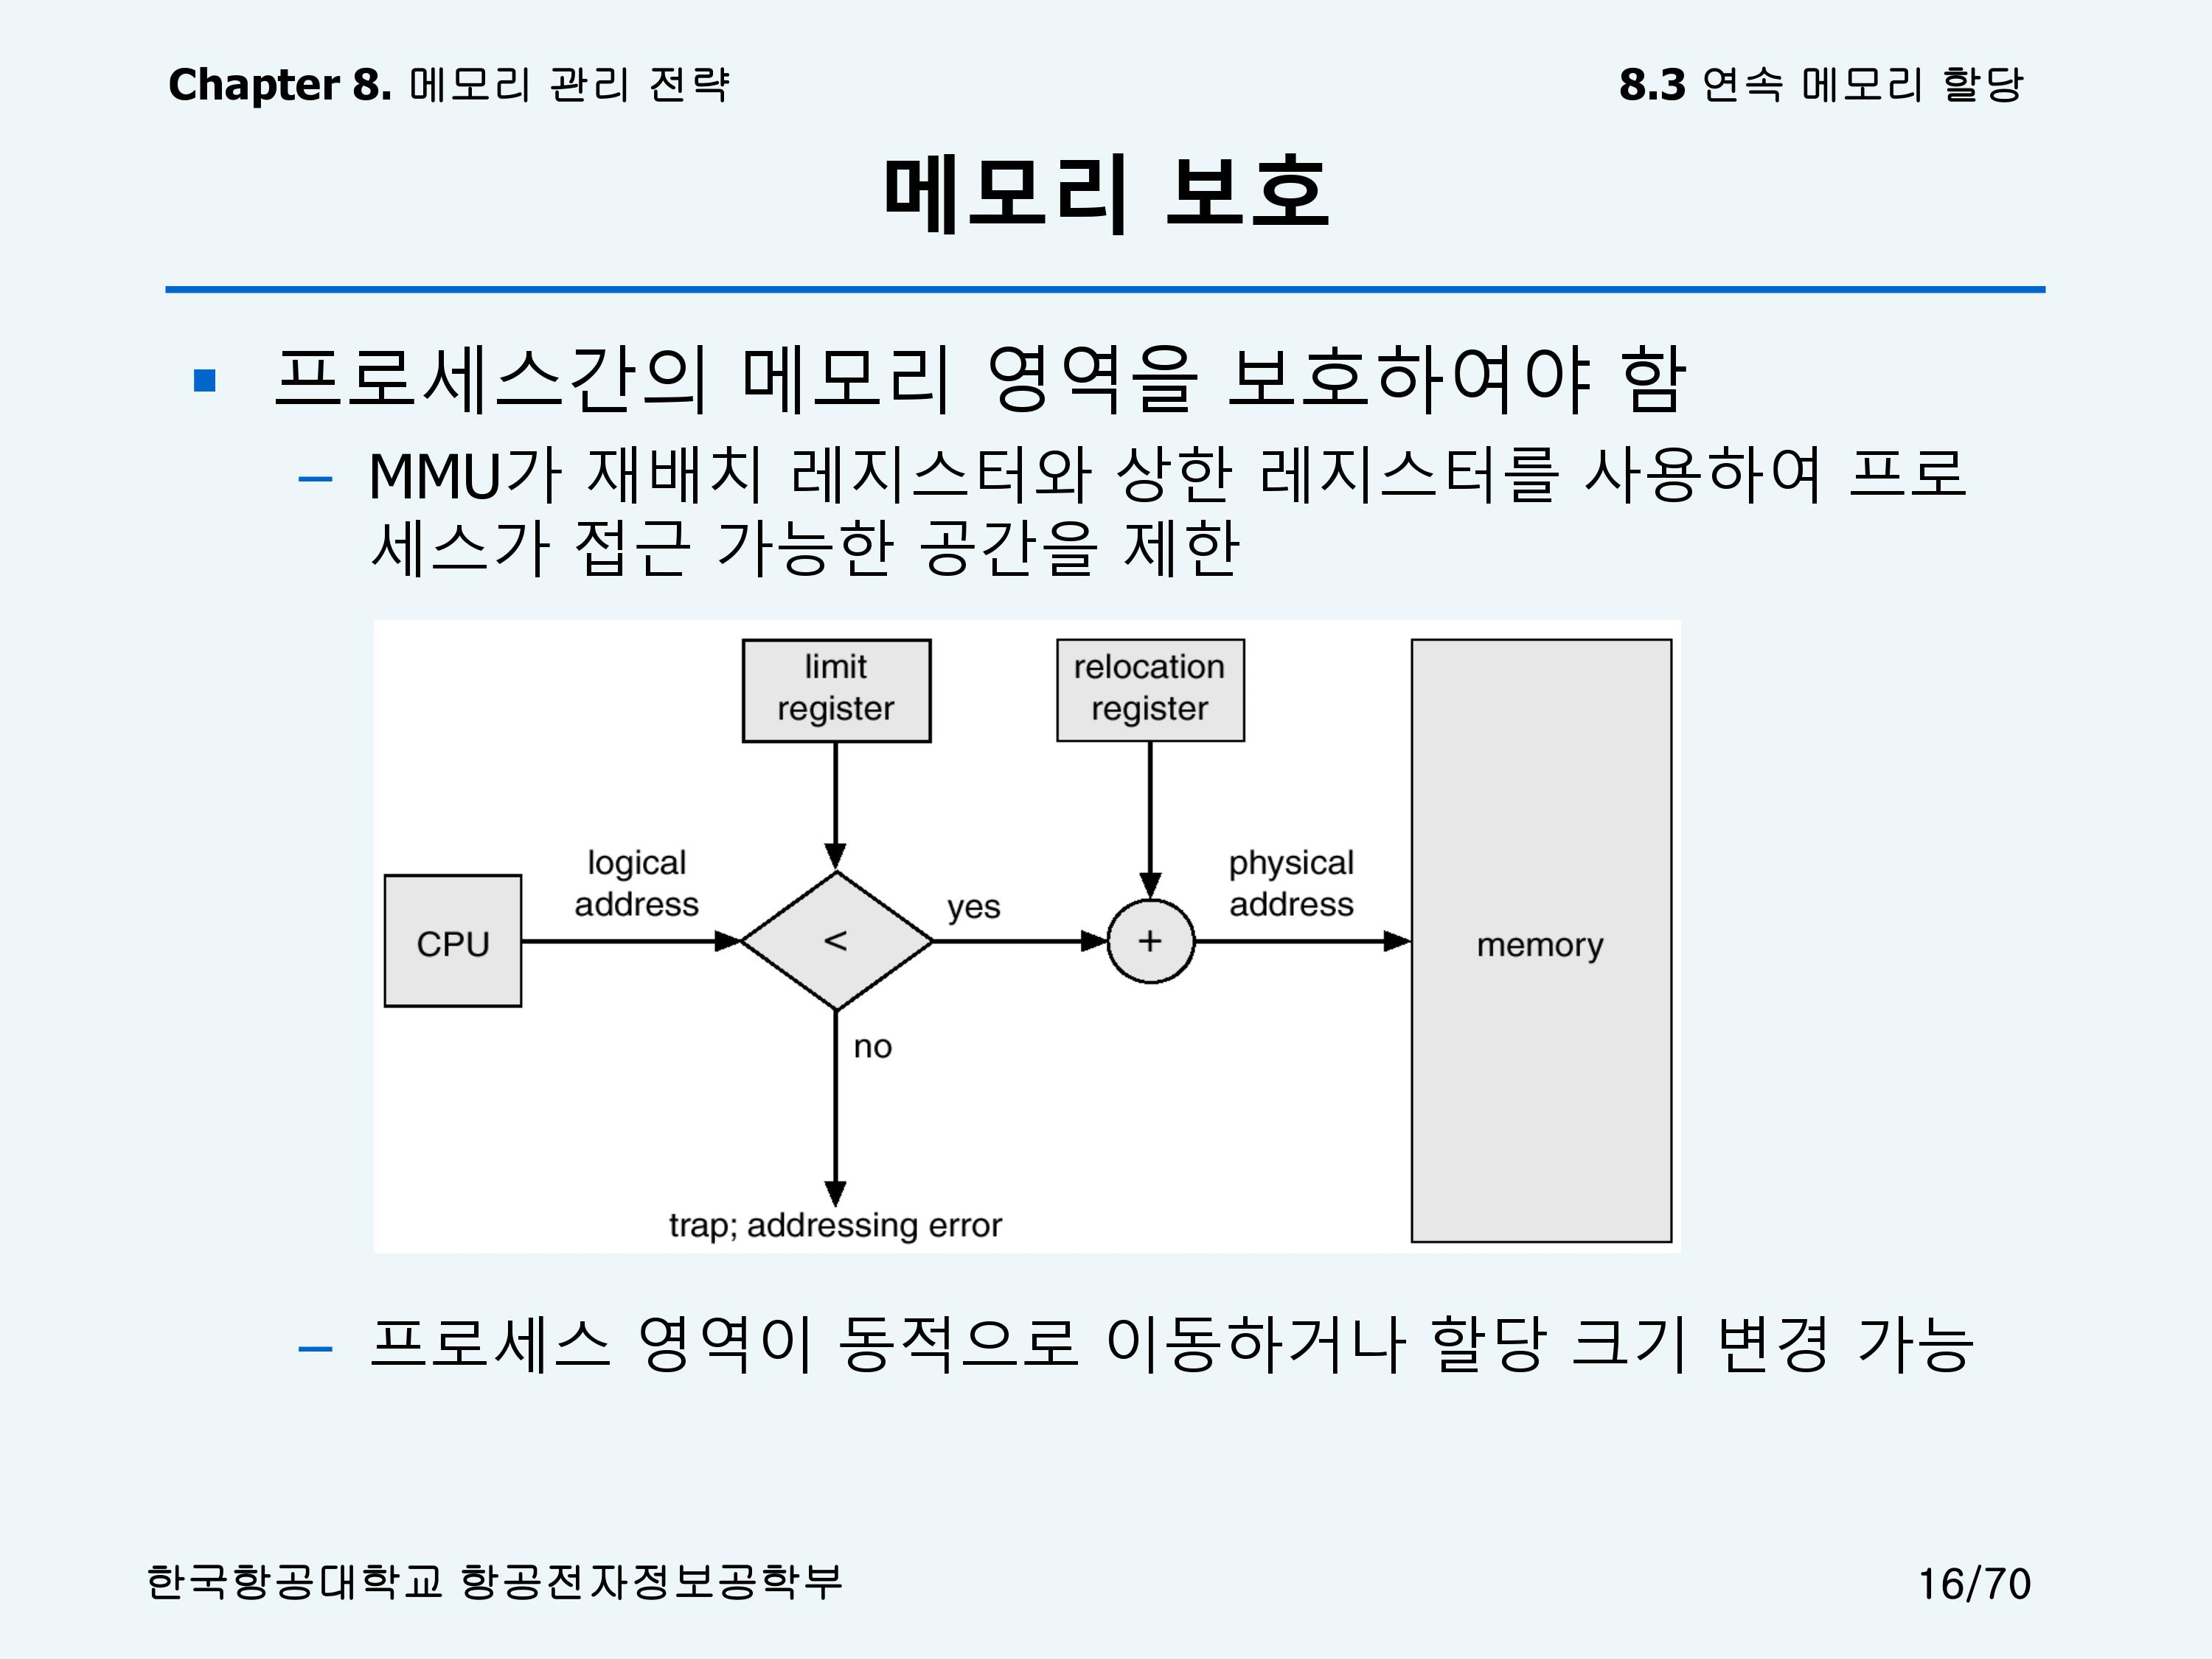 Chapter 8. 메모리 관리 전략
8.3 연속 메모리 할당
메모리 보호
프로세스간의 메모리 영역을 보호하여야 함
– MMU가 재배치 레지스터와 상한 레지스터를 사용하여 프로
세스가 접근 가능한 공간을 제한
limit
register
relocation
register
logical
address
physical
address
CPU
<
yes
+
memory
no
trap; addressing error
– 프로세스 영역이 동적으로 이동하거나 할당 크기 변경 가능
한국항공대학교 항공전자정보공학부
16/70